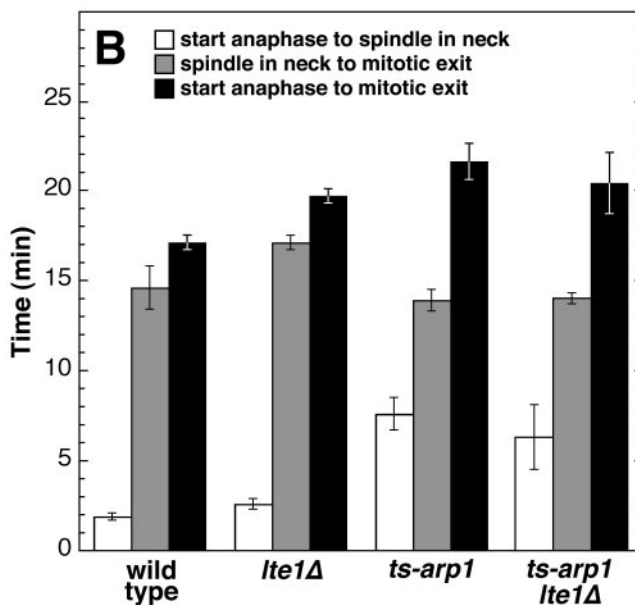 B
start anaphase to spindle in neck
spindle in neck to mitotic exit
start anaphase to mitotic exit
Time (min)
25
20
15
10
5
0
wild
type
lte1Δ
ts-arp1
ts-arp1
lte1Δ